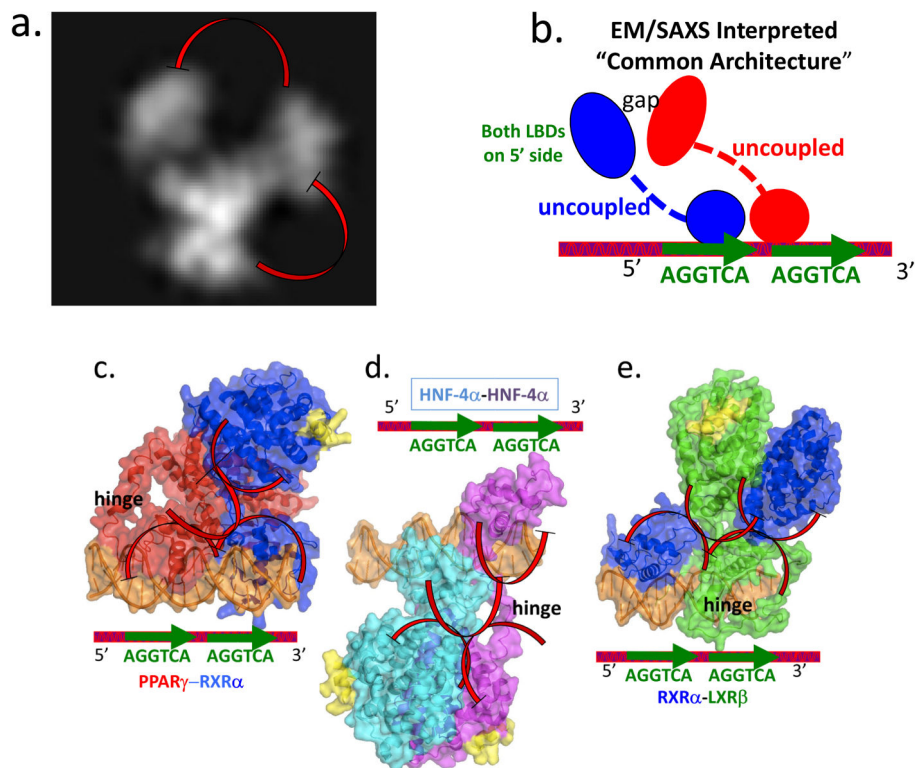 a.
b.
EM/SAXS Interpreted
“Common Architecture”
gap
Both LBDs
on 5’ side
uncoupled
uncoupled
5’
3’
AGGTCA
AGGTCA
c.
hinge
5’
3’
AGGTCA
AGGTCA
PPARγ–RXRα
d.
HNF-4α-HNF-4α
5’
3’
AGGTCA
AGGTCA
hinge
e.
hinge
5’
3’
AGGTCA
AGGTCA
RXRα-LXRβ